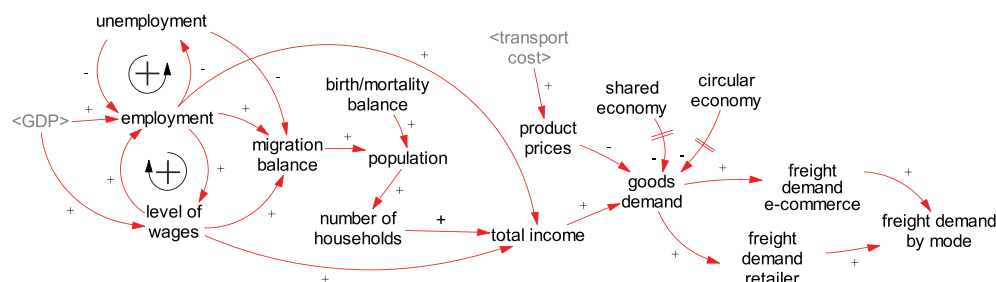 unemployment
-
-
-
+
<GDP>
+
employment
+
+
+
+
level of
wages
+
+
migration
balance
+
birth/mortality
balance
+
population
+
number of
households
+
+
total income
+
<transport
cost>
+
product
prices
-
shared
economy
-
circular
economy
-
goods
demand
+
freight
demand
e-commerce
+
+
freight
demand
retailer
+
freight demand
by mode
+
+